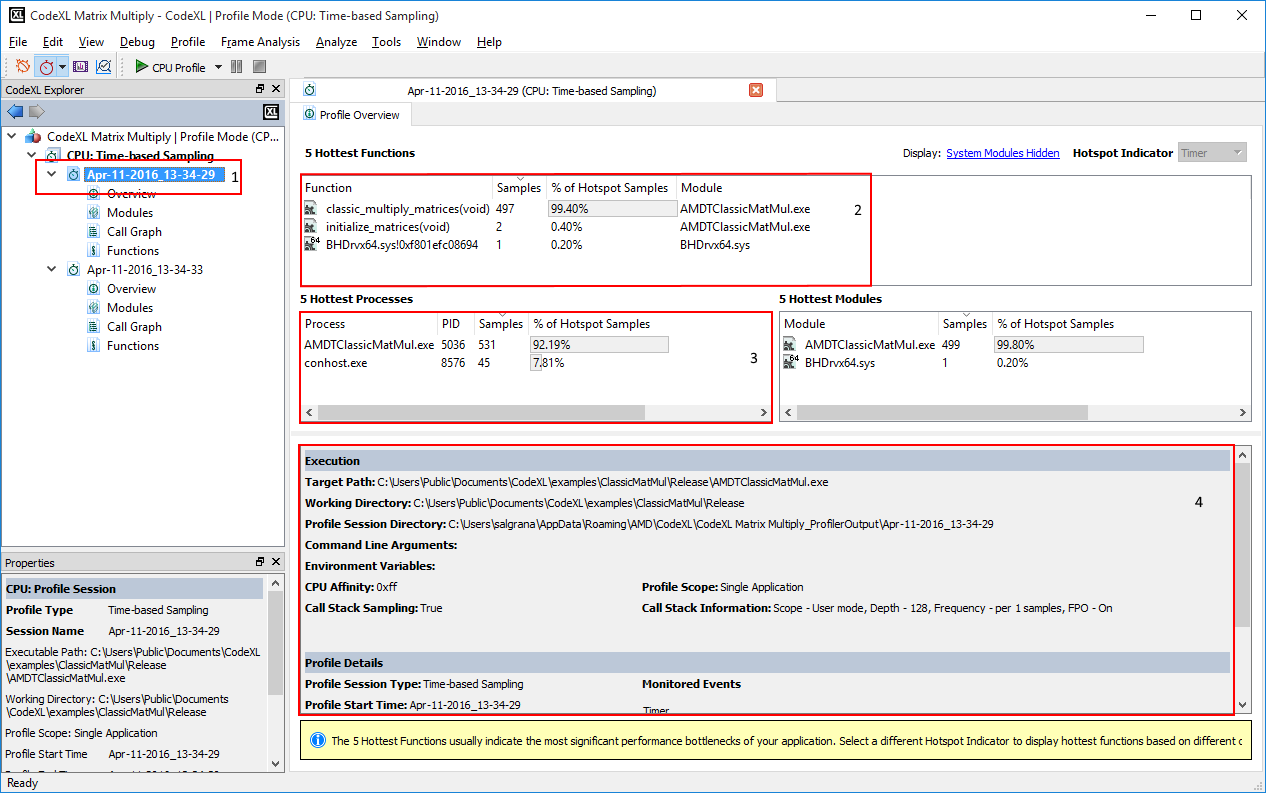 CodeXL Matrix Multiply - CodeXL | Profile Mode (CPU: Time-based Sampling)
File Edit View Debug Profile Frame Analysis Analyze Tools Window Help
CPU Profile
CodeXL Explorer
CodeXL Matrix Multiply | Profile Mode (CP...
CPU: Time-based Sampling
Apr-11-2016_13-34-29 1
Overview
Modules
Call Graph
Functions
Apr-11-2016_13-34-33
Overview
Modules
Call Graph
Functions
Properties
CPU: Profile Session
Profile Type Time-based Sampling
Session Name Apr-11-2016_13-34-29
Executable Path: C:\Users\Public\Documents\CodeXL
\examples\ClassicMatMul\Release
\AMDTClassicMatMul.exe
Working Directory: C:\Users\Public\Documents
\CodeXL\examples\ClassicMatMul\Release
Profile Scope: Single Application
Profile Start Time Apr-11-2016_13-34-29
Apr-11-2016_13-34-29 (CPU: Time-based Sampling)
Profile Overview
5 Hottest Functions Display: System Modules Hidden Hotspot Indicator Timer
Function Samples % of Hotspot Samples Module
classic_multiply_matrices(void) 497 99.40% AMDTClassicMatMul.exe 2
initialize_matrices(void) 2 0.40% AMDTClassicMatMul.exe
64 BHDrvx64.sys!0xf801efc08694 1 0.20% BHDrvx64.sys
5 Hottest Processes
Process PID Samples % of Hotspot Samples
AMDTClassicMatMul.exe 5036 531 92.19%
conhost.exe 8576 45 7.81% 3
5 Hottest Modules
Module Samples % of Hotspot Samples
AMDTClassicMatMul.exe 499 99.80%
64 BHDrvx64.sys 1 0.20%
Execution
Target Path: C:\Users\Public\Documents\CodeXL\examples\ClassicMatMul\Release\AMDTClassicMatMul.exe
Working Directory: C:\Users\Public\Documents\CodeXL\examples\ClassicMatMul\Release 4
Profile Session Directory: C:\Users\salgrana\AppData\Roaming\AMD\CodeXL\CodeXL Matrix Multiply_ProfilerOutput\Apr-11-2016_13-34-29
Command Line Arguments:
Environment Variables:
CPU Affinity: 0xff Profile Scope: Single Application
Call Stack Sampling: True Call Stack Information: Scope - User mode, Depth - 128, Frequency - per 1 samples, FPO - On
Profile Details
Profile Session Type: Time-based Sampling Monitored Events
Profile Start Time: Apr-11-2016_13-34-29 Timer
The 5 Hottest Functions usually indicate the most significant performance bottlenecks of your application. Select a different Hotspot Indicator to display hottest functions based on different
Ready